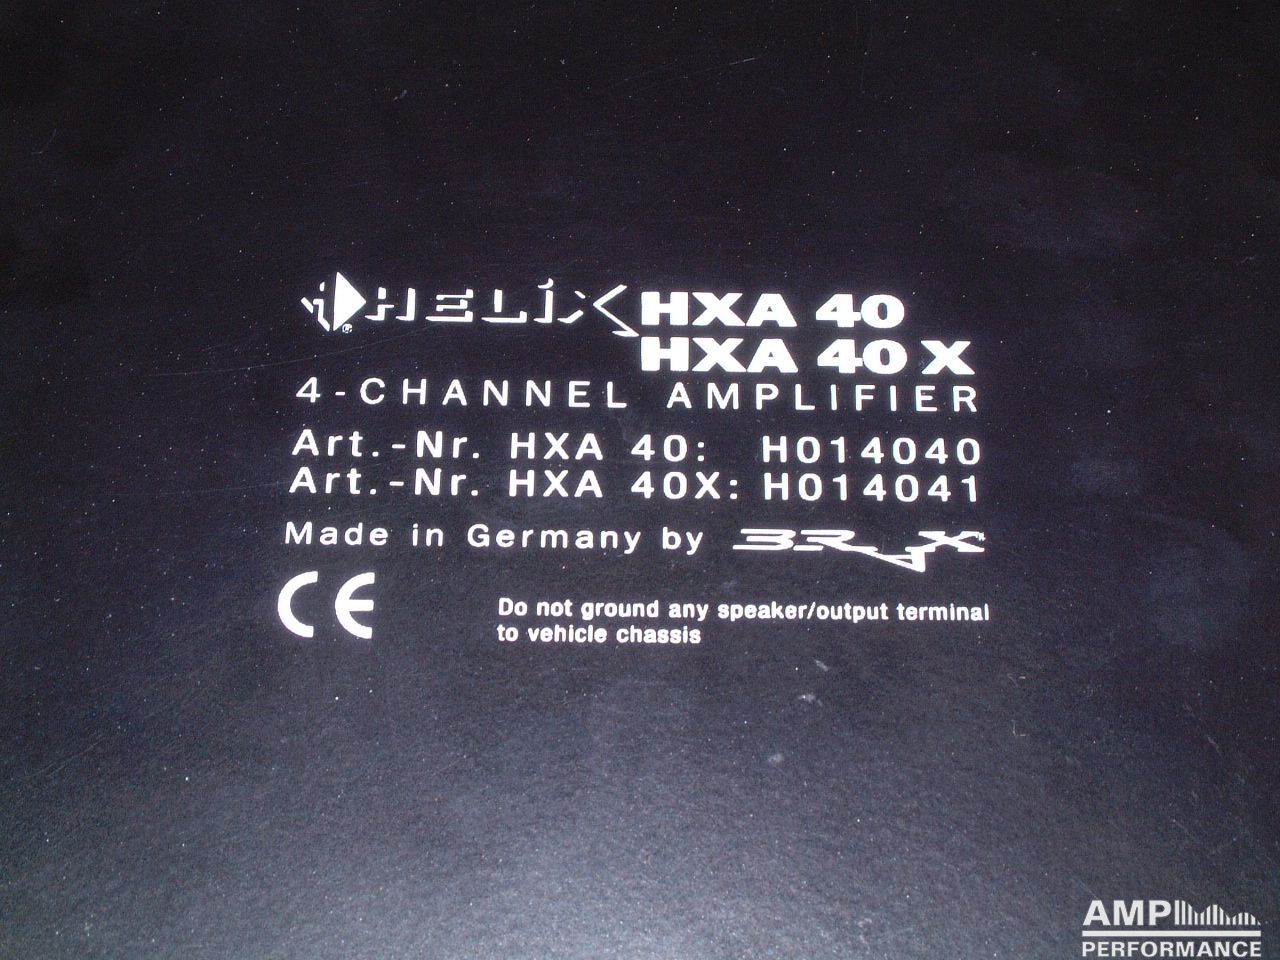 HELIX HXA 40
HXA 40 X
4-CHANNEL AMPLIFIER
Art.-Nr. HXA 40: H014040
Art.-Nr. HXA 40X: H014041
Made in Germany by BRAX
CE
Do not ground any speaker/output terminal
to vehicle chassis
AMP
PERFORMANCE